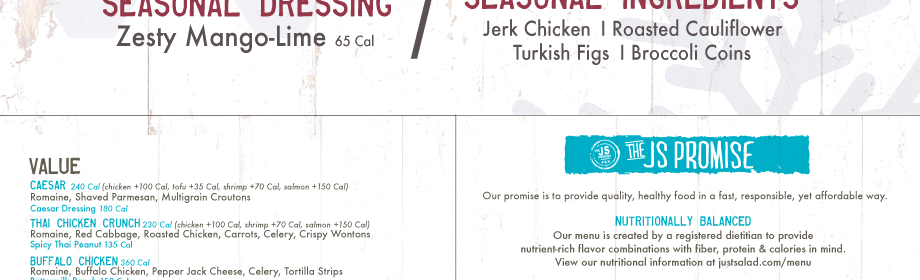 SEASONAL DRESSING
Zesty Mango-Lime 65 Cal
SEASONAL INGREDIENTS
Jerk Chicken | Roasted Cauliflower
Turkish Figs | Broccoli Coins
VALUE
CAESAR 240 Cal (chicken +100 Cal, tofu +35 Cal, shrimp +70 Cal, salmon +150 Cal)
Romaine, Shaved Parmesan, Multigrain Croutons
Caesar Dressing 180 Cal
THAI CHICKEN CRUNCH 230 Cal (chicken +100 Cal, shrimp +70 Cal, salmon +150 Cal)
Romaine, Red Cabbage, Roasted Chicken, Carrots, Celery, Crispy Wontons
Spicy Thai Peanut 135 Cal
BUFFALO CHICKEN 360 Cal
Romaine, Buffalo Chicken, Pepper Jack Cheese, Celery, Tortilla Strips
JS THE JS PROMISE
Our promise is to provide quality, healthy food in a fast, responsible, yet affordable way.
NUTRITIONALLY BALANCED
Our menu is created by a registered dietitian to provide
nutrient-rich flavor combinations with fiber, protein & calories in mind.
View our nutritional information at justsalad.com/menu